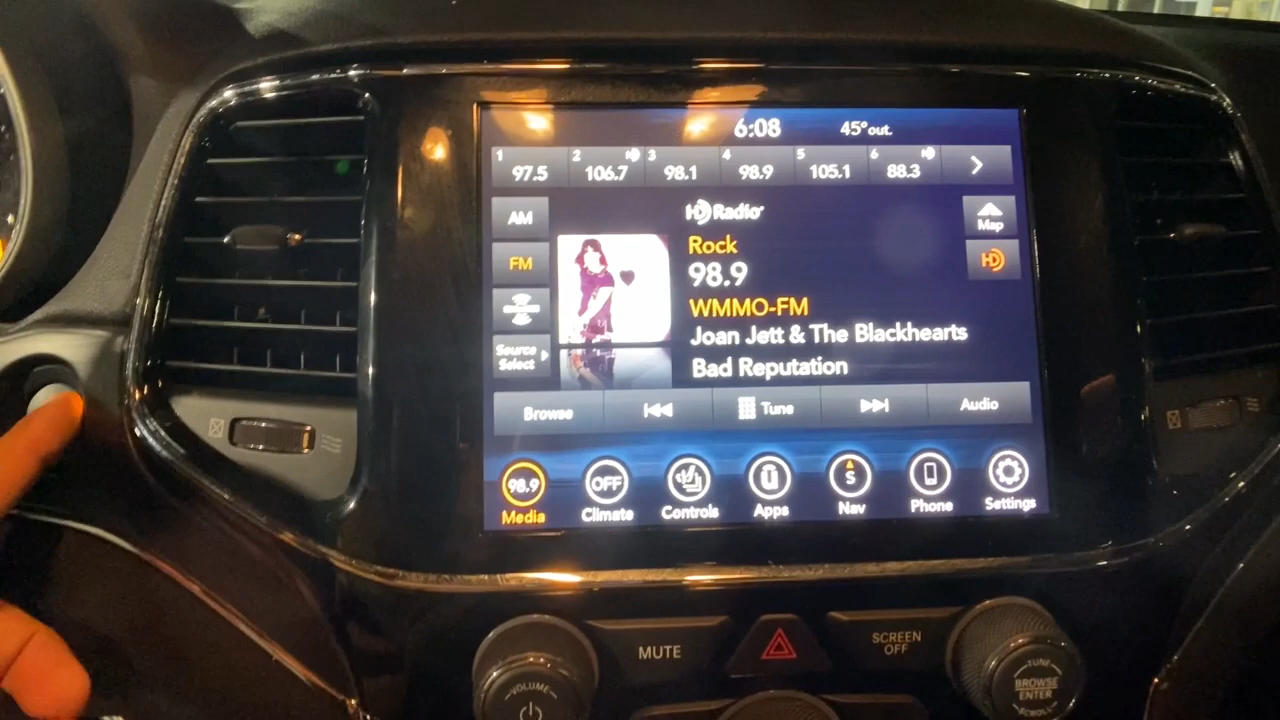 6:08 45° out.
1 2 HD 3 4 5 6 HD
97.5 106.7 98.1 98.9 105.1 88.3
AM
FM
Source
Select
HD Radio
Rock
98.9
WMMO-FM
Joan Jett & The Blackhearts
Bad Reputation
Map
HD
Browse Tune Audio
98.9 OFF S
Media Climate Controls Apps Nav Phone Settings
MUTE
SCREEN
OFF
VOLUME
TUNE
BROWSE
ENTER
SCROLL